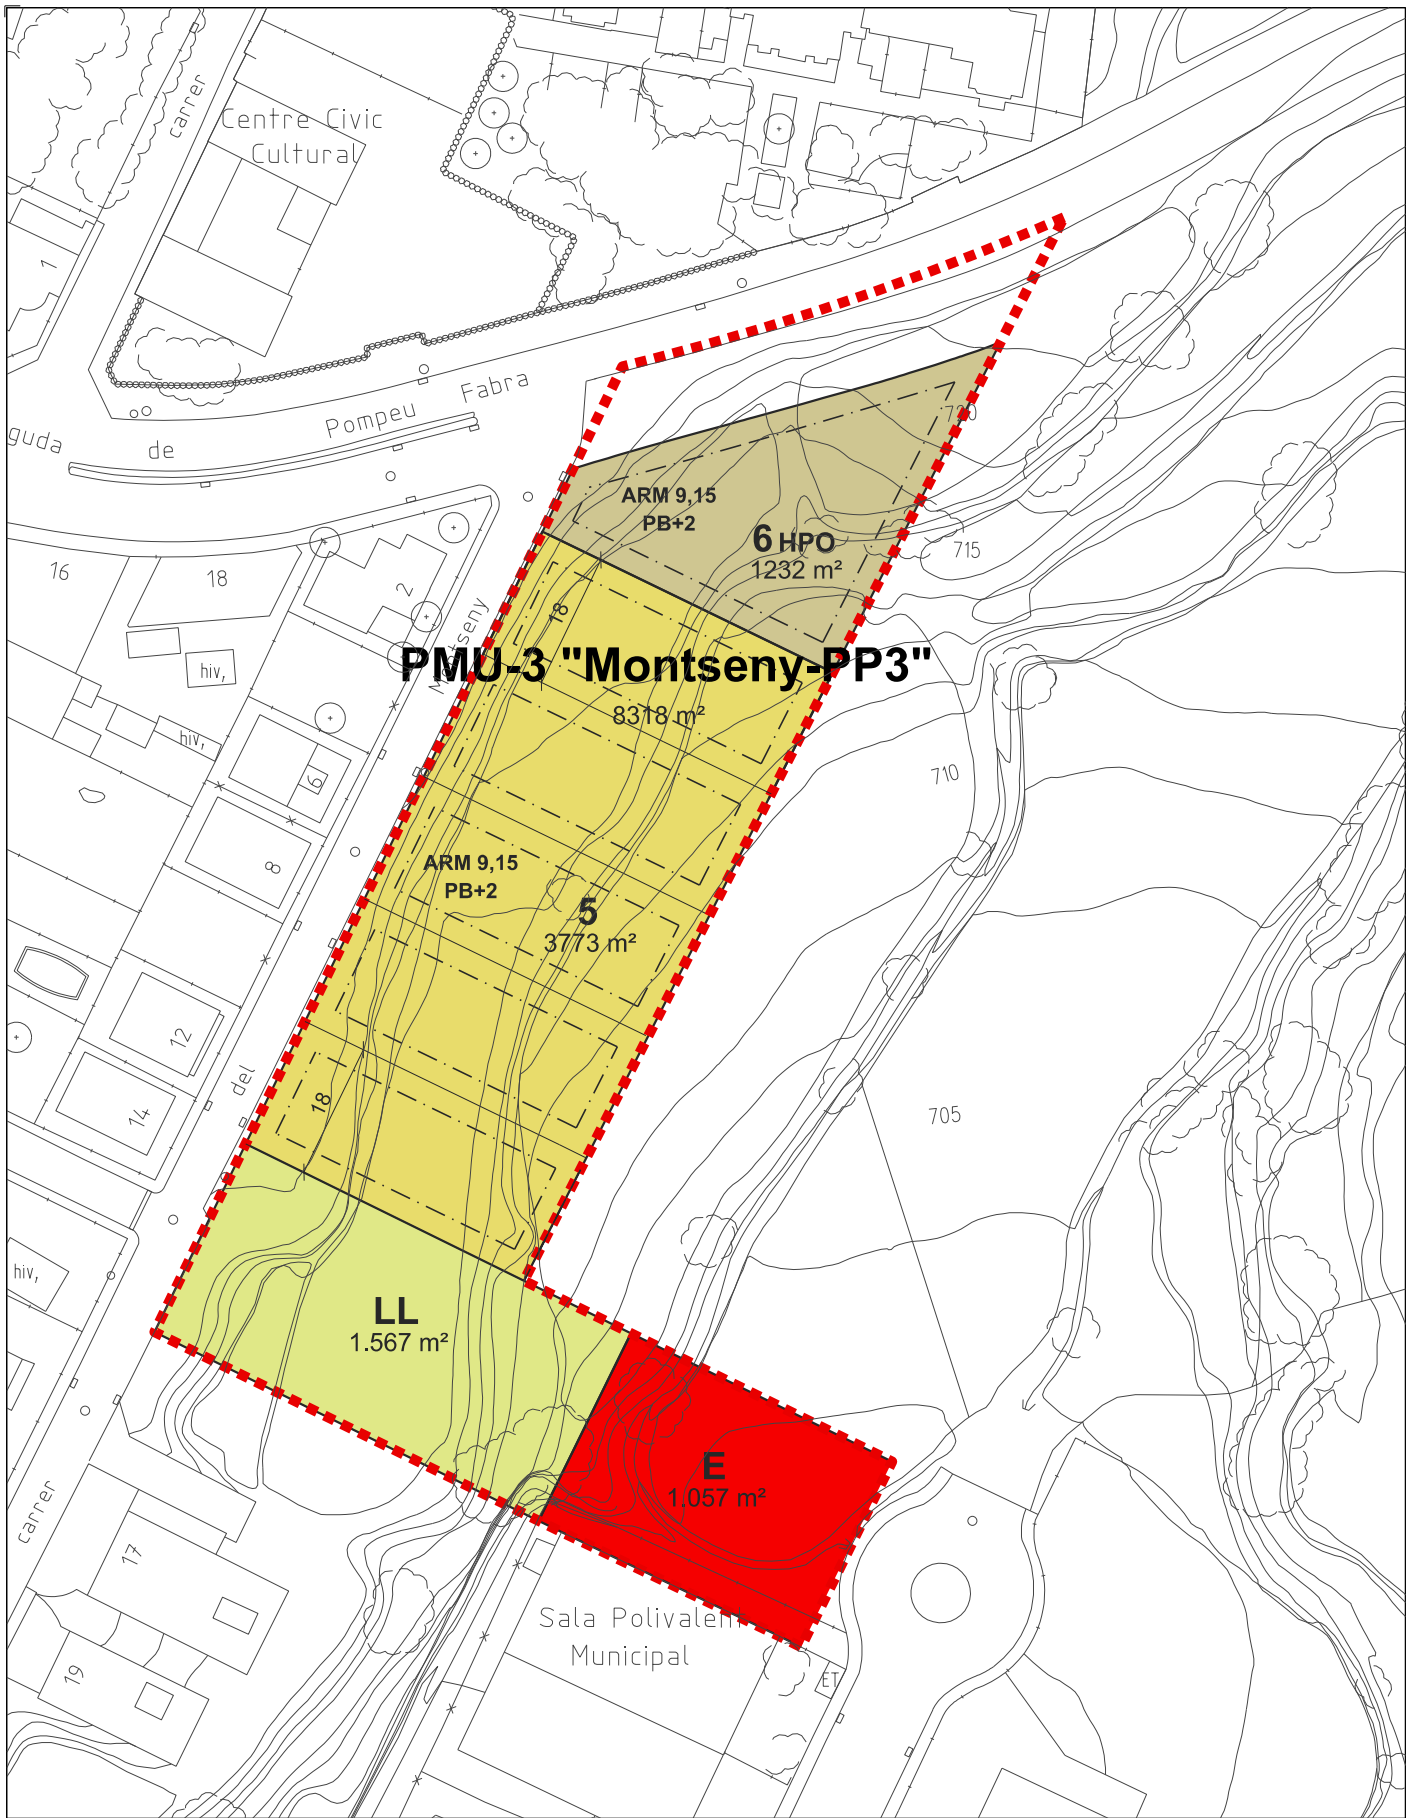 carrer
Centre Civic
Cultural
1
Pompeu Fabra
guda de
720
ARM 9,15
PB+2
6 HPO
1232 m²
715
16
18
2
hiv,
18
Montseny
PMU-3 "Montseny-PP3"
8318 m²
hiv,
6
710
8
ARM 9,15
PB+2
5
3773 m²
12
14
del
18
705
hiv,
LL
1.567 m²
E
1.057 m²
carrer
17
Sala Polivalen
Municipal
19
ET